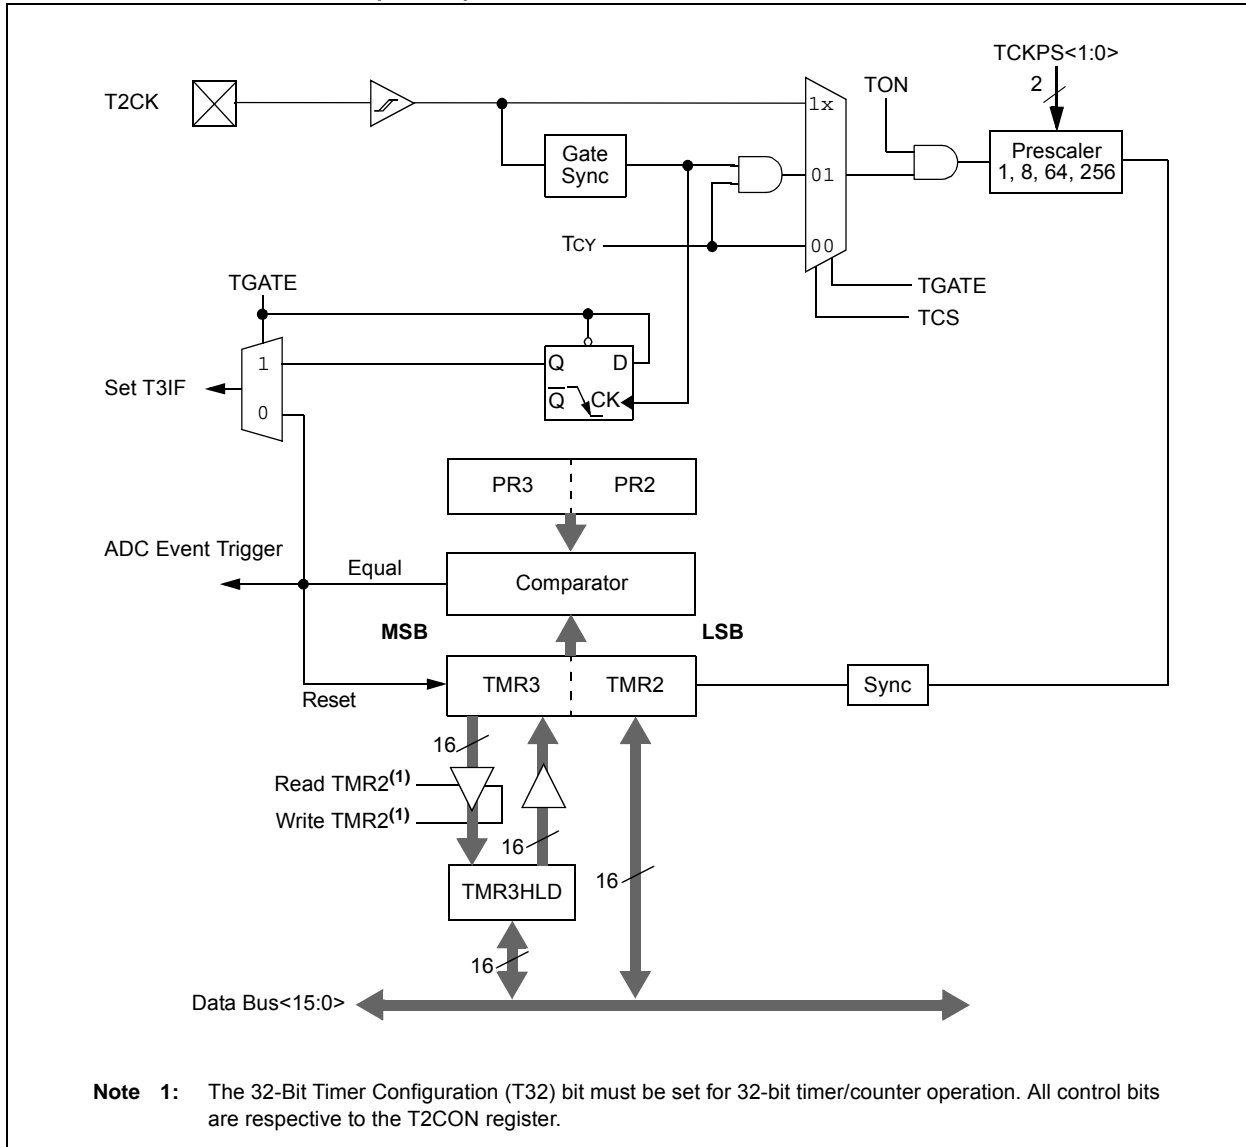 TCKPS<1:0>
2
T2CK
TON
1x
Gate
Sync
Prescaler
1, 8, 64, 256
01
TCY
00
TGATE
TGATE
TCS
1
Q
D
Set T3IF
Q
CK
0
PR3
PR2
ADC Event Trigger
Equal
Comparator
MSB
LSB
TMR3
TMR2
Sync
Reset
16
Read TMR2(1)
Write TMR2(1)
16
16
TMR3HLD
16
Data Bus<15:0>
Note 1: The 32-Bit Timer Configuration (T32) bit must be set for 32-bit timer/counter operation. All control bits
are respective to the T2CON register.